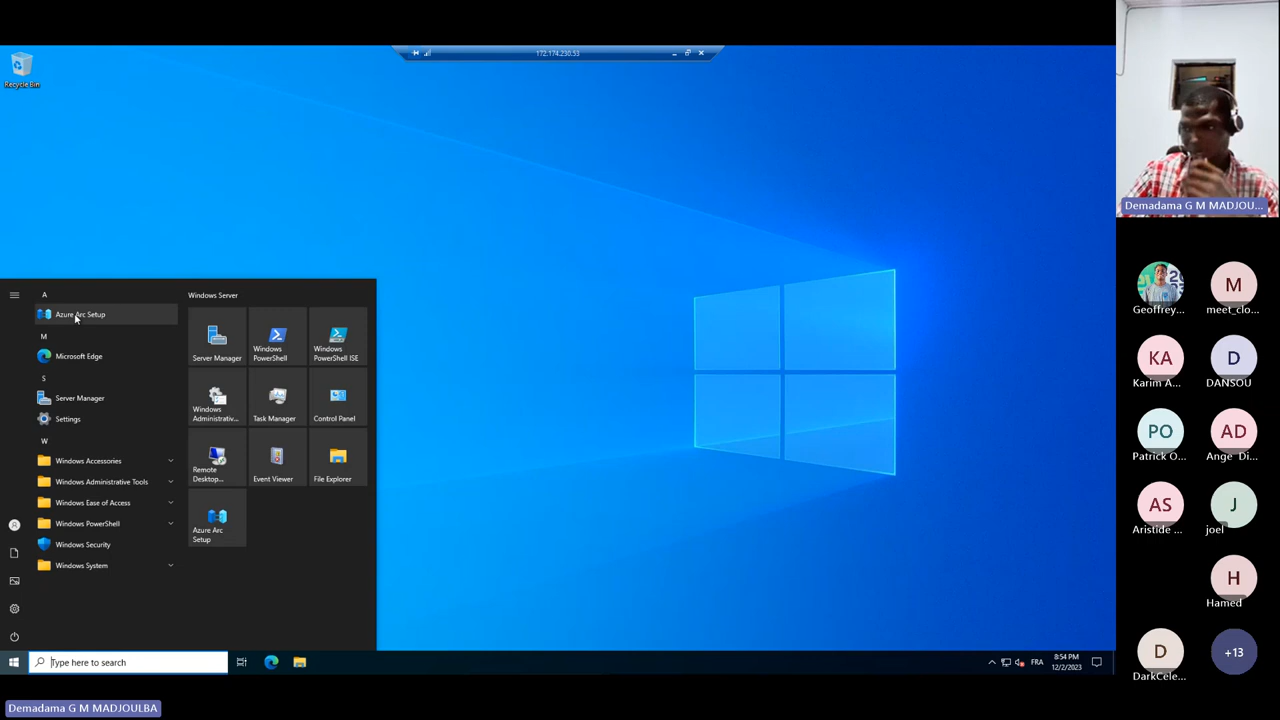 172.174.230.53
Recycle Bin
A
Azure Arc Setup
M
Microsoft Edge
S
Server Manager
Settings
W
Windows Accessories
Windows Administrative Tools
Windows Ease of Access
Windows PowerShell
Windows Security
Windows System
Windows Server
Server Manager
Windows
PowerShell
Windows
PowerShell ISE
Windows
Administrativ...
Task Manager
Control Panel
Remote
Desktop...
Event Viewer
File Explorer
Azure Arc
Setup
Type here to search
FRA
8:54 PM
12/2/2023
Demadama G M MADJOULBA
Demadama G M MADJOU...
Geoffrey...
M
meet_clo...
KA
Karim A...
D
DANSOU
PO
Patrick O...
AD
Ange Di...
AS
Aristide ...
J
joel
H
Hamed
D
DarkCele...
+13